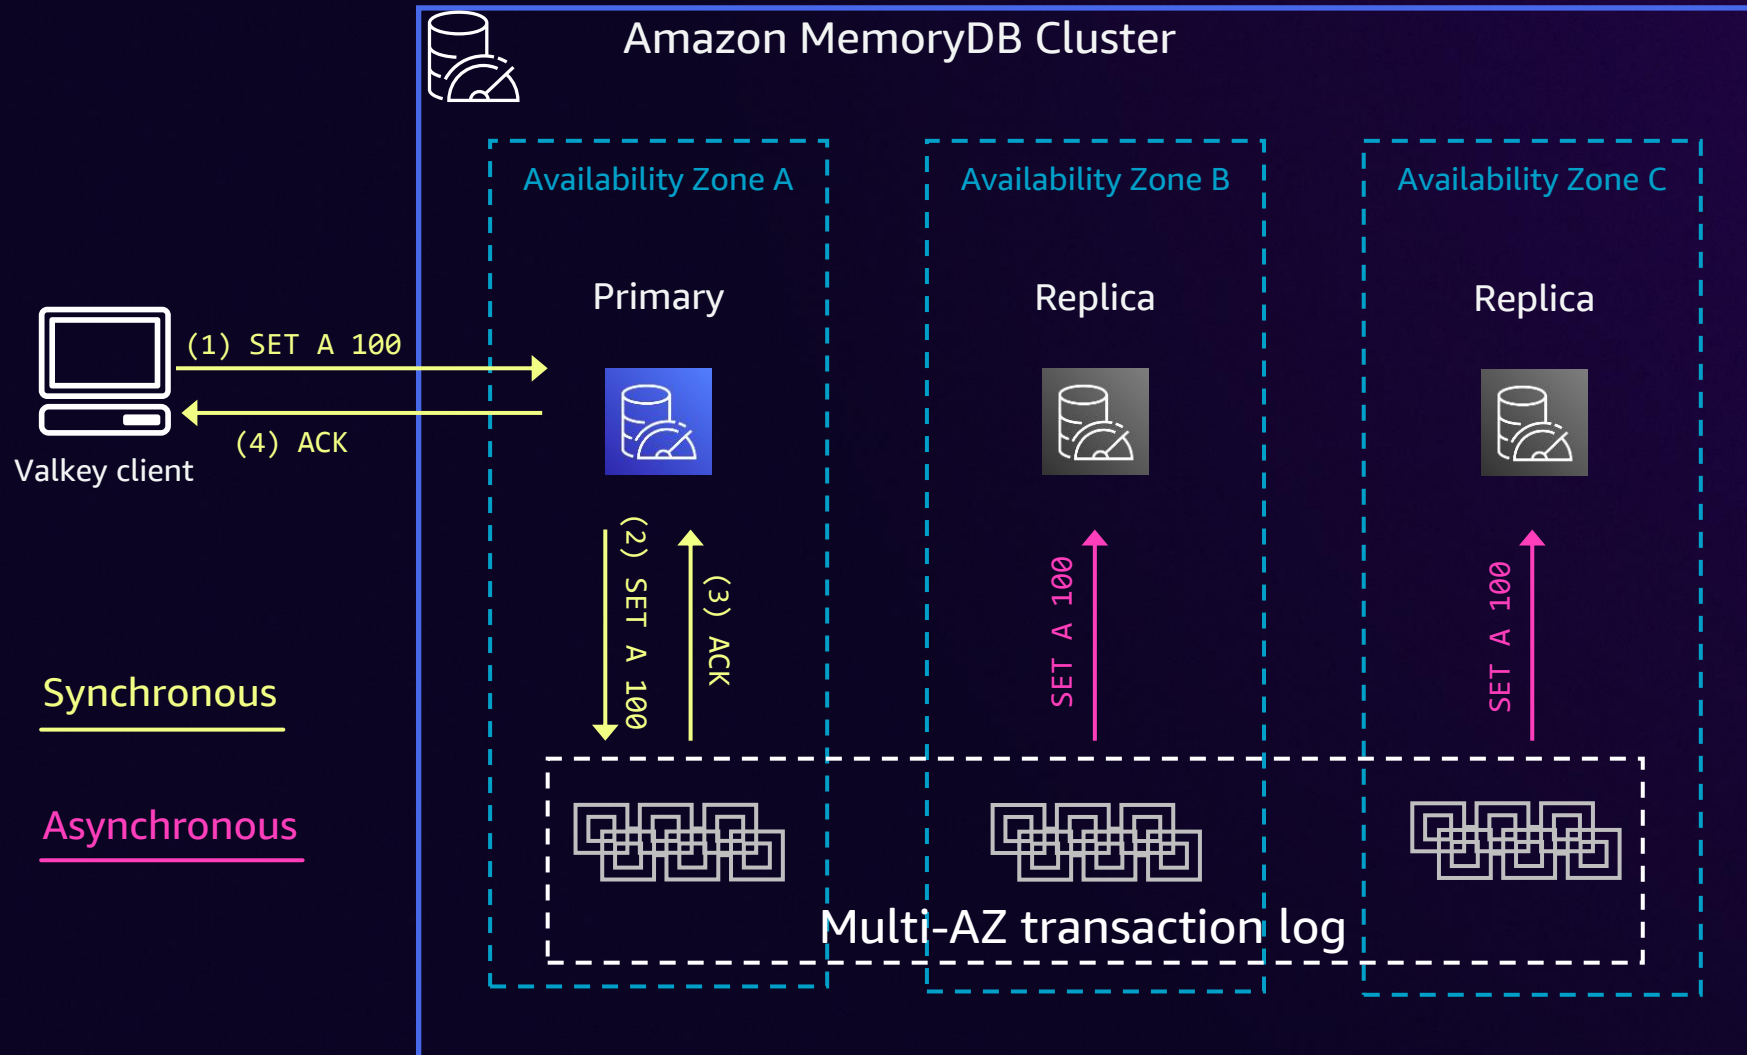 Amazon MemoryDB Cluster
Availability Zone A
Availability Zone B
Availability Zone C
Primary
Replica
Replica
(1) SET A 100
(4) ACK
Valkey client
(2) SET A 100
(3) ACK
SET A 100
SET A 100
Synchronous
Asynchronous
Multi-AZ transaction log